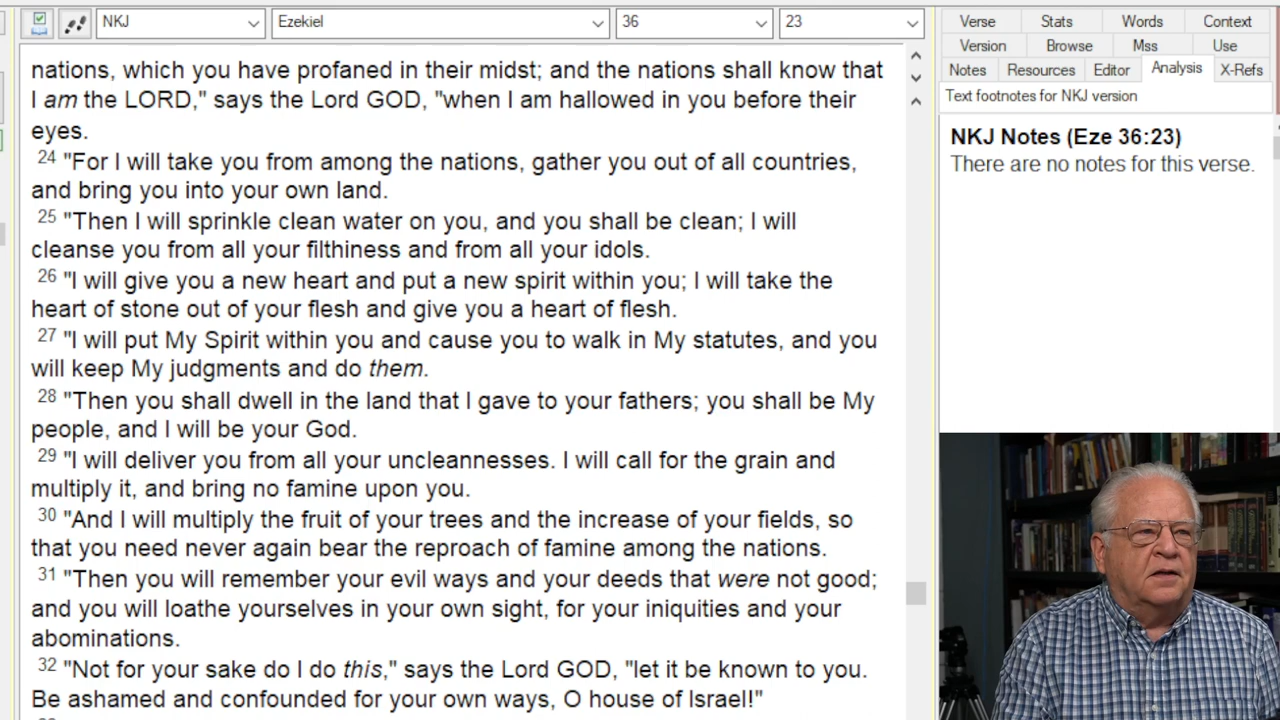 NKJ Ezekiel 36 23
nations, which you have profaned in their midst; and the nations shall know that
I am the LORD," says the Lord GOD, "when I am hallowed in you before their
eyes.
24 "For I will take you from among the nations, gather you out of all countries,
and bring you into your own land.
25 "Then I will sprinkle clean water on you, and you shall be clean; I will
cleanse you from all your filthiness and from all your idols.
26 "I will give you a new heart and put a new spirit within you; I will take the
heart of stone out of your flesh and give you a heart of flesh.
27 "I will put My Spirit within you and cause you to walk in My statutes, and you
will keep My judgments and do them.
28 "Then you shall dwell in the land that I gave to your fathers; you shall be My
people, and I will be your God.
29 "I will deliver you from all your uncleannesses. I will call for the grain and
multiply it, and bring no famine upon you.
30 "And I will multiply the fruit of your trees and the increase of your fields, so
that you need never again bear the reproach of famine among the nations.
31 "Then you will remember your evil ways and your deeds that were not good;
and you will loathe yourselves in your own sight, for your iniquities and your
abominations.
32 "Not for your sake do I do this," says the Lord GOD, "let it be known to you.
Be ashamed and confounded for your own ways, O house of Israel!"
Verse Stats Words Context
Version Browse Mss Use
Notes Resources Editor Analysis X-Refs
Text footnotes for NKJ version
NKJ Notes (Eze 36:23)
There are no notes for this verse.